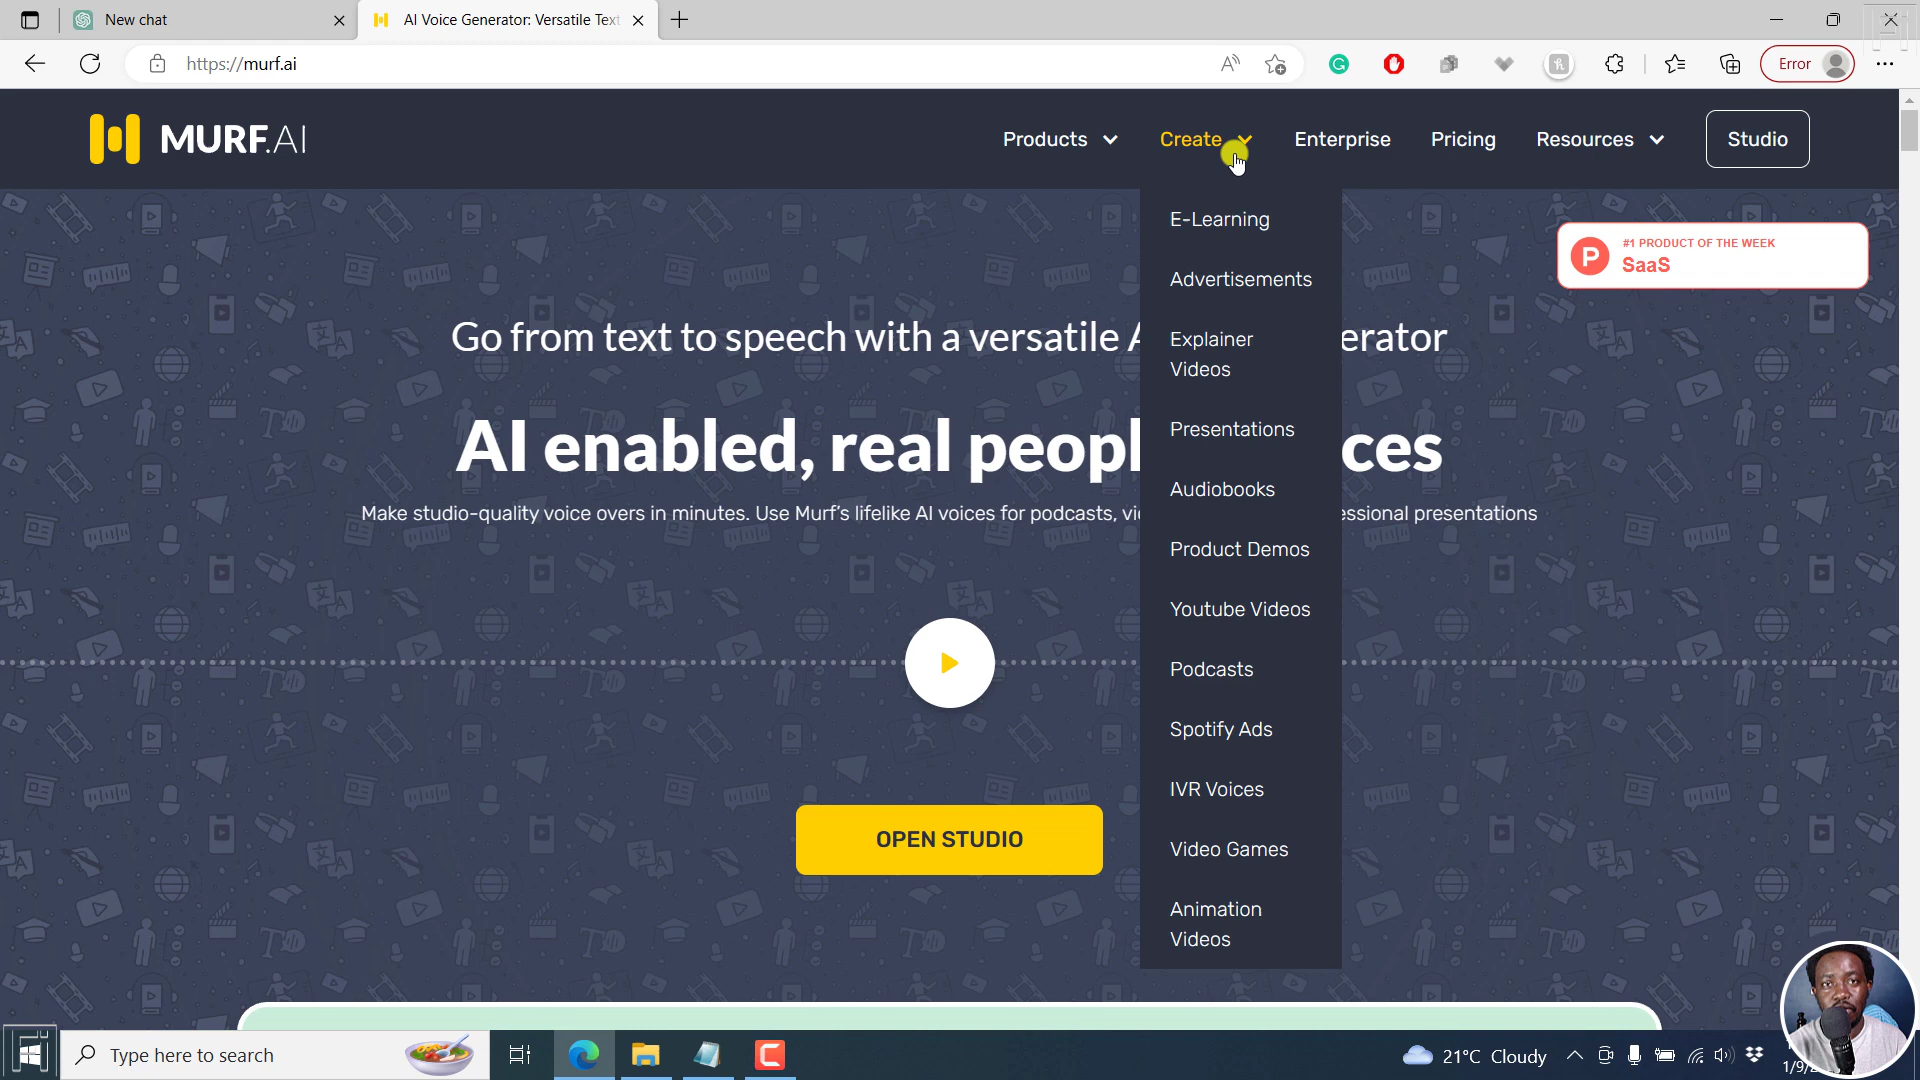 New chat
AI Voice Generator: Versatile Text
https://murf.ai
Error
MURF.AI
Products
Create
Enterprise
Pricing
Resources
Studio
E-Learning
Advertisements
Explainer
Videos
Presentations
Audiobooks
Product Demos
Youtube Videos
Podcasts
Spotify Ads
IVR Voices
Video Games
Animation
Videos
#1 PRODUCT OF THE WEEK
SaaS
Go from text to speech with a versatile A erator
AI enabled, real peopl ces
Make studio-quality voice overs in minutes. Use Murf's lifelike AI voices for podcasts, vi essional presentations
OPEN STUDIO
Type here to search
21°C Cloudy
1/9/2